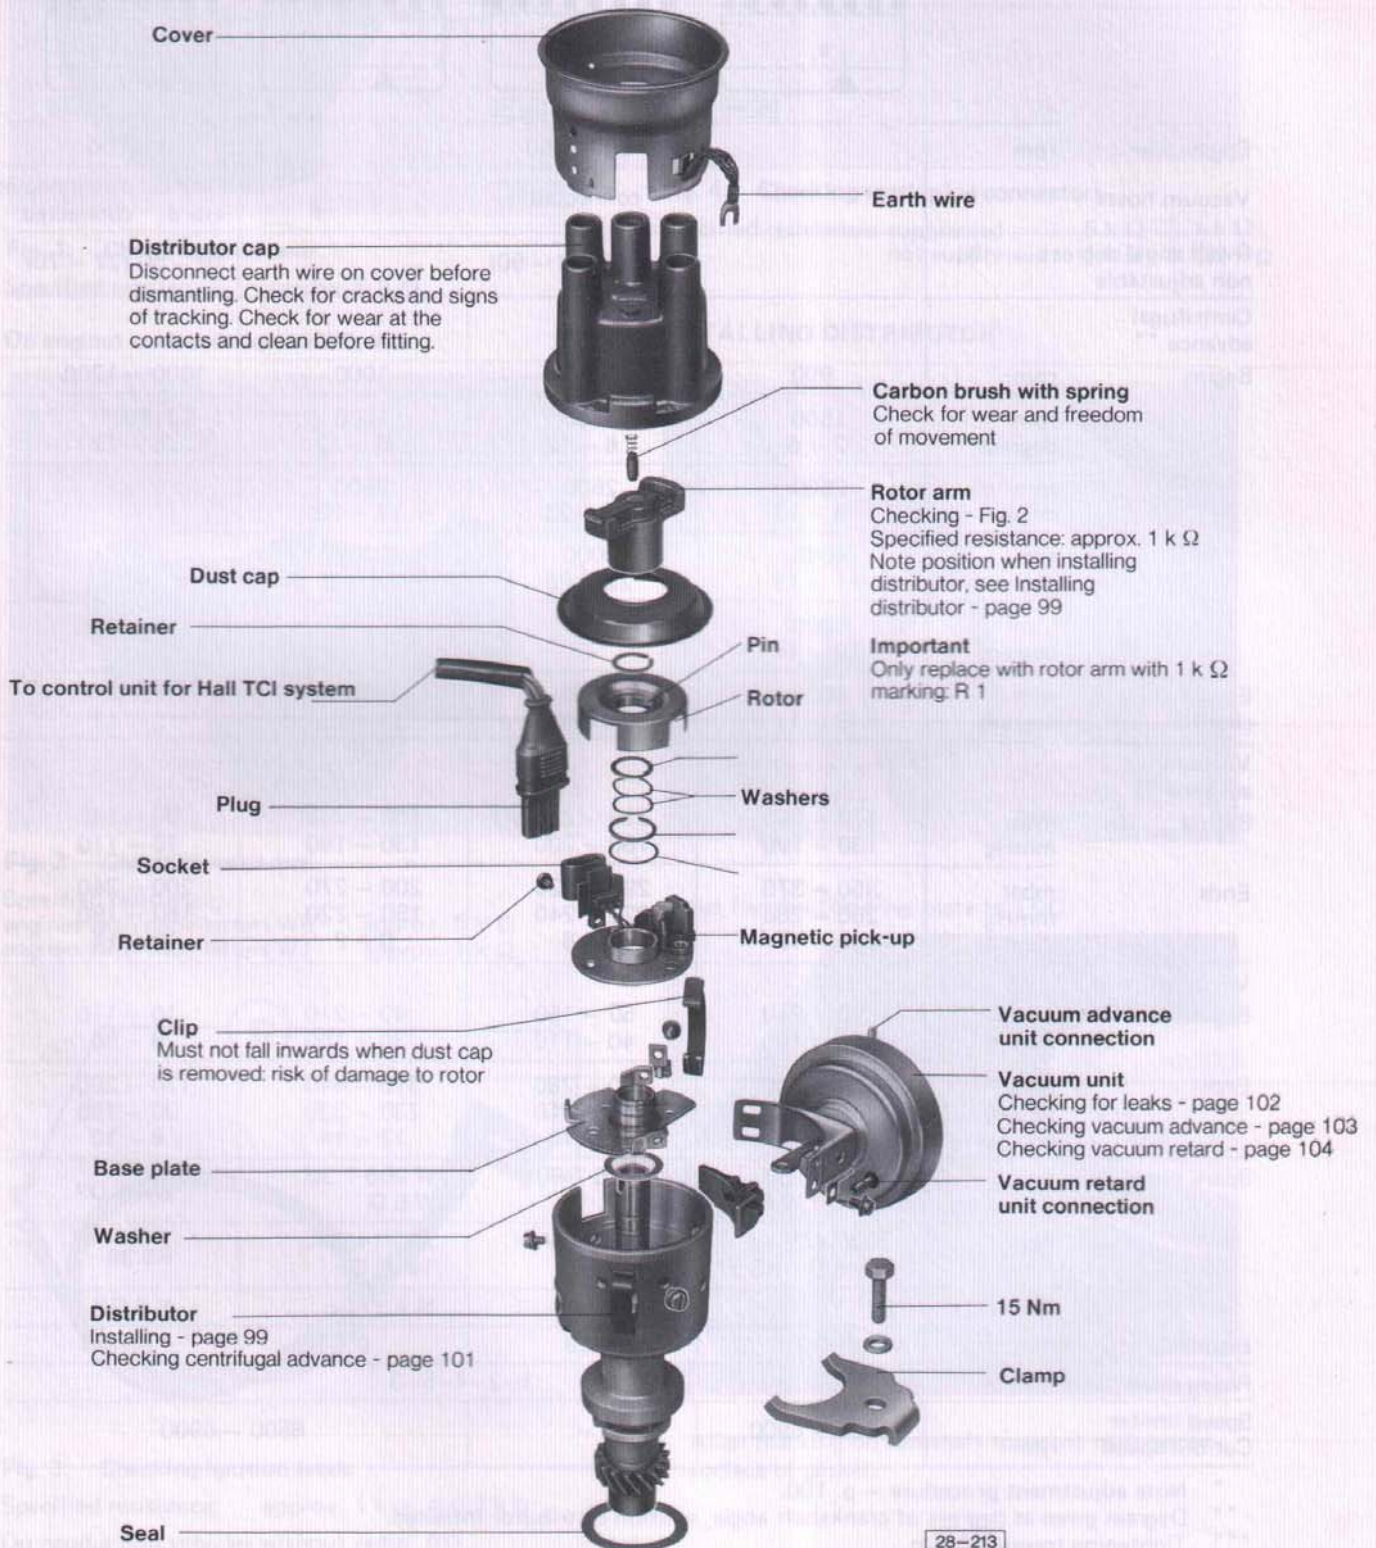 Cover
Earth wire
Distributor cap
Disconnect earth wire on cover before
dismantling. Check for cracks and signs
of tracking. Check for wear at the
contacts and clean before fitting.
Carbon brush with spring
Check for wear and freedom
of movement
Rotor arm
Checking - Fig. 2
Specified resistance: approx. 1 k Ω
Note position when installing
distributor, see Installing
distributor - page 99
Important
Only replace with rotor arm with 1 k Ω
marking: R 1
Dust cap
Retainer
Pin
To control unit for Hall TCI system
Rotor
Plug
Washers
Socket
Retainer
Magnetic pick-up
Clip
Must not fall inwards when dust cap
is removed: risk of damage to rotor
Vacuum advance
unit connection
Vacuum unit
Checking for leaks - page 102
Checking vacuum advance - page 103
Checking vacuum retard - page 104
Vacuum retard
unit connection
Base plate
Washer
Distributor
Installing - page 99
Checking centrifugal advance - page 101
15 Nm
Clamp
Seal
28-213